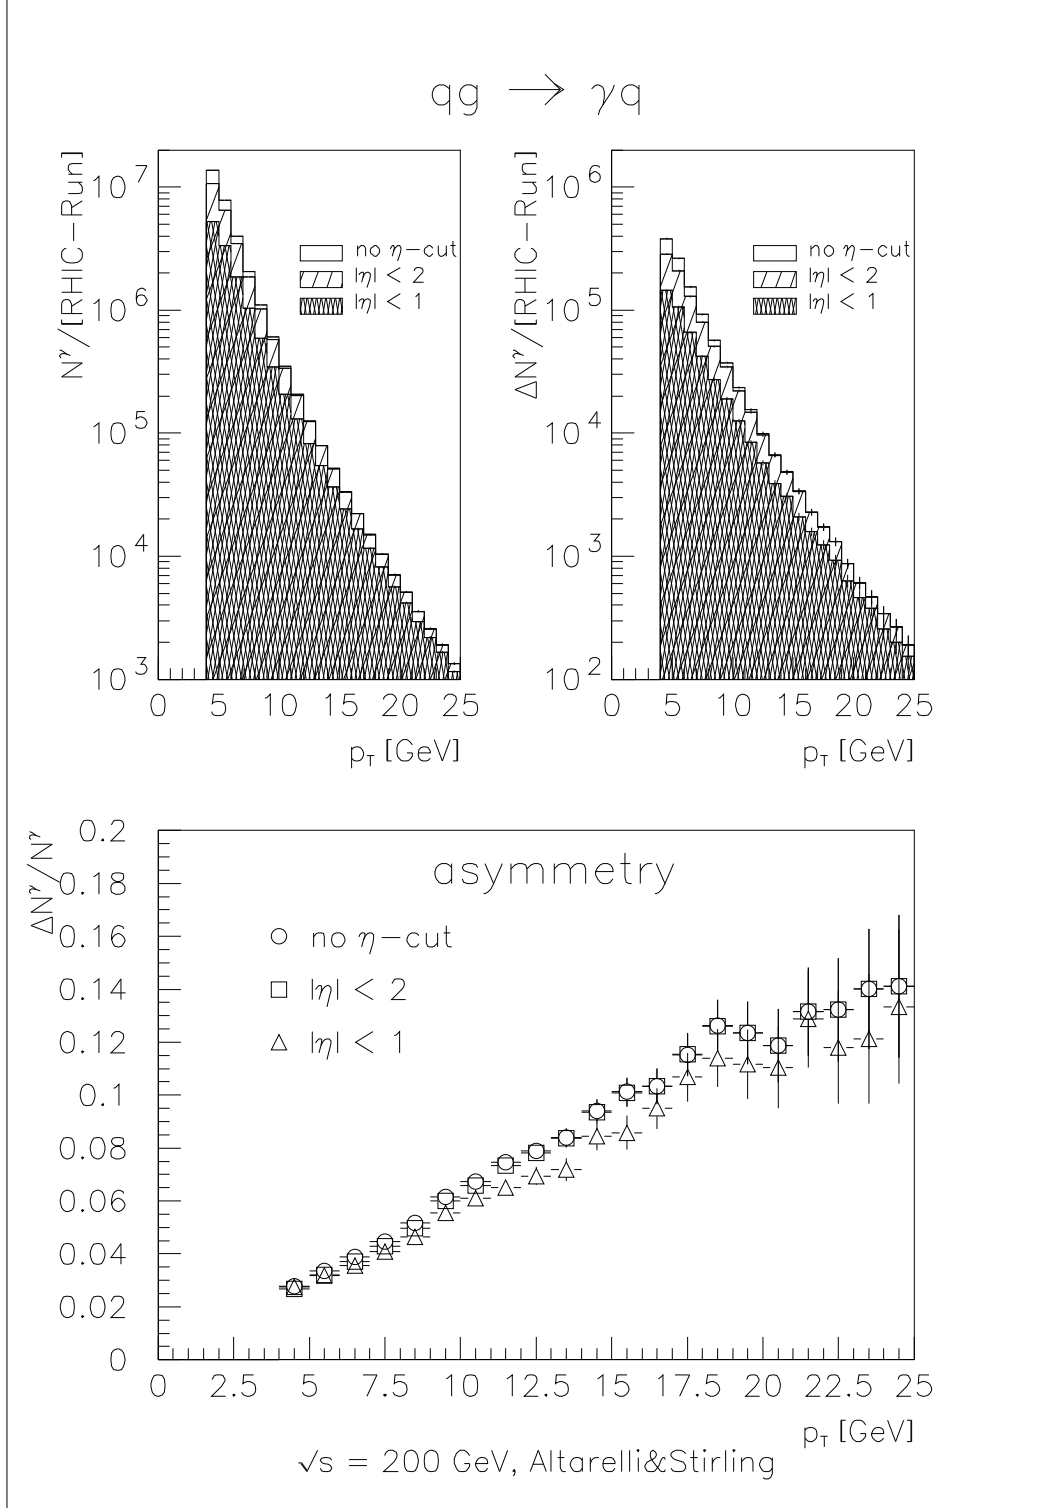 qg → γq
N^γ/[RHIC−Run]
10^7
10^6
10^5
10^4
10^3
no η−cut
|η| < 2
|η| < 1
0 5 10 15 20 25
p_T [GeV]
ΔN^γ/[RHIC−Run]
10^6
10^5
10^4
10^3
10^2
no η−cut
|η| < 2
|η| < 1
0 5 10 15 20 25
p_T [GeV]
ΔN^γ/N^γ
0.2
0.18
0.16
0.14
0.12
0.1
0.08
0.06
0.04
0.02
0
asymmetry
no η−cut
|η| < 2
|η| < 1
0 2.5 5 7.5 10 12.5 15 17.5 20 22.5 25
p_T [GeV]
√s = 200 GeV, Altarelli&Stirling